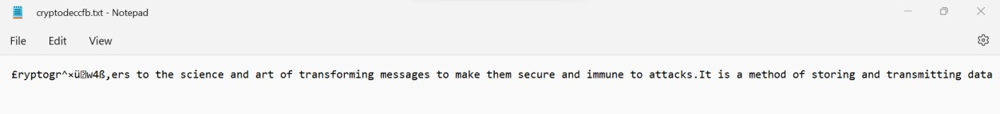 cryptodeccfb.txt - Notepad
File Edit View
£ryptogr^×ü⍰w4ß,ers to the science and art of transforming messages to make them secure and immune to attacks.It is a method of storing and transmitting data